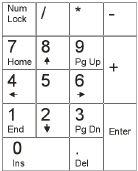 Num
Lock
/
*
-
7
Home
8
9
Pg Up
+
4
5
6
1
End
2
3
Pg Dn
Enter
0
Ins
.
Del